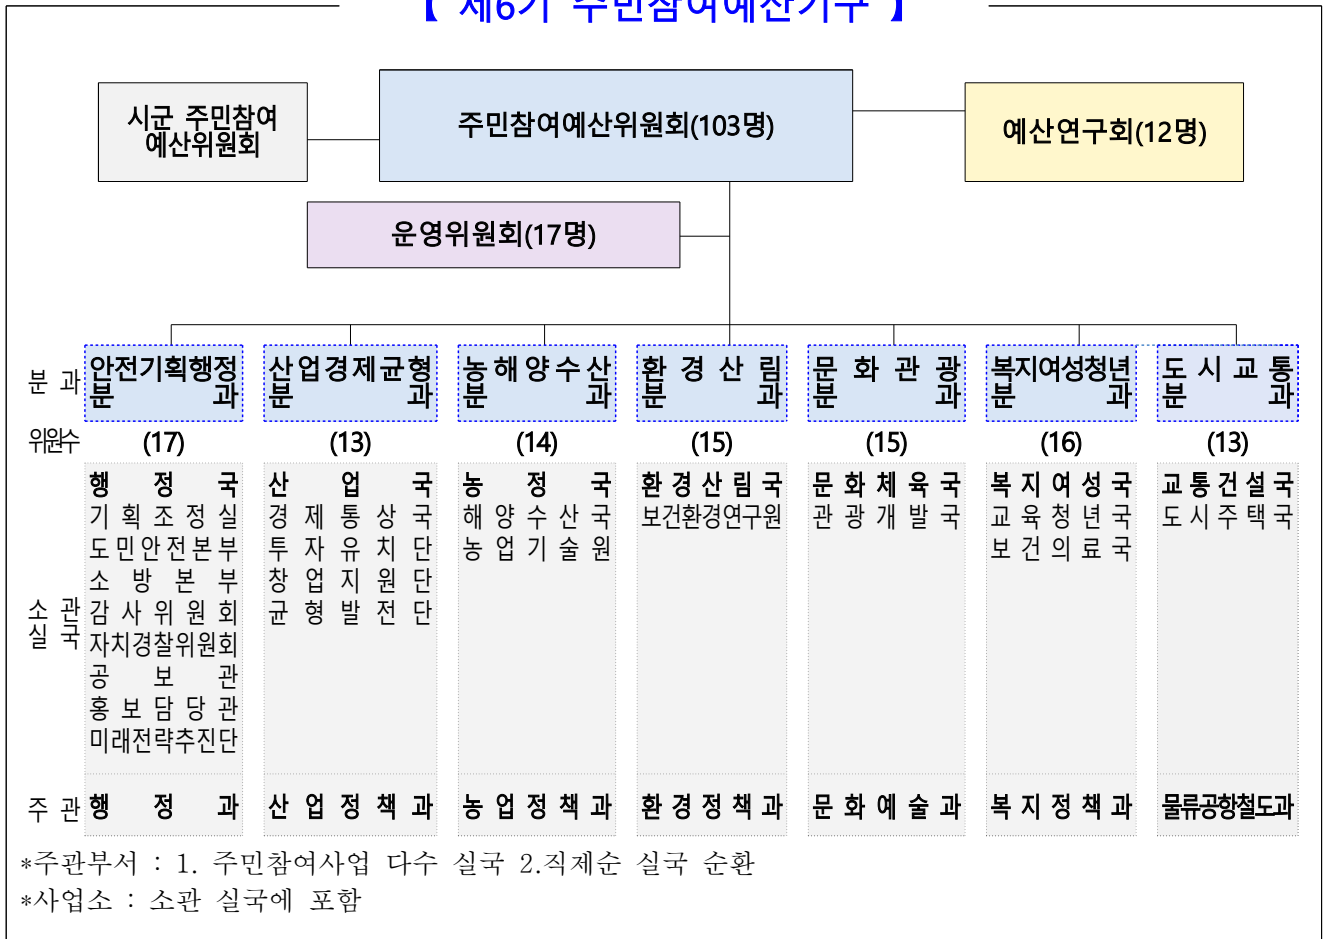 【 제6기 주민참여예산기구 】
시군 주민참여
예산위원회
주민참여예산위원회(103명)
예산연구회(12명)
운영위원회(17명)
분 과
안전기획행정
분 과
산업경제균형
분 과
농해양수산
분 과
환경산림
분 과
문화관광
분 과
복지여성청년
분 과
도시교통
분 과
위원수
(17)
(13)
(14)
(15)
(15)
(16)
(13)
소 관
실 국
행정국
기획조정실
도민안전본부
소방본부
감사위원회
자치경찰위원회
공보관
홍보담당관
미래전략추진단
산업국
경제통상국
투자유치단
창업지원단
균형발전단
농정국
해양수산국
농업기술원
환경산림국
보건환경연구원
문화체육국
관광개발국
복지여성국
교육청년국
보건의료국
교통건설국
도시주택국
주 관
행정과
산업정책과
농업정책과
환경정책과
문화예술과
복지정책과
물류공항철도과
*주관부서 : 1. 주민참여사업 다수 실국 2.직제순 실국 순환
*사업소 : 소관 실국에 포함